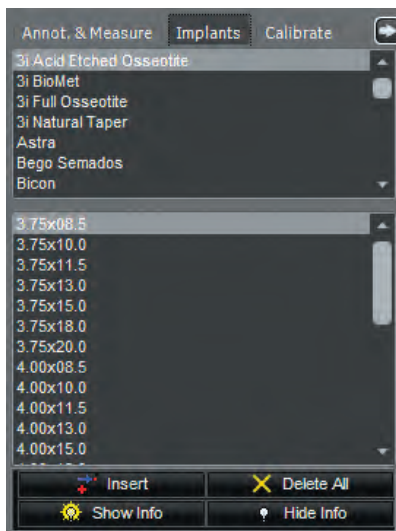 Annot. & Measure Implants Calibrate
3i Acid Etched Osseotite
3i BioMet
3i Full Osseotite
3i Natural Taper
Astra
Bego Semados
Bicon
3.75x08.5
3.75x10.0
3.75x11.5
3.75x13.0
3.75x15.0
3.75x18.0
3.75x20.0
4.00x08.5
4.00x10.0
4.00x11.5
4.00x13.0
4.00x15.0
Insert Delete All
Show Info Hide Info